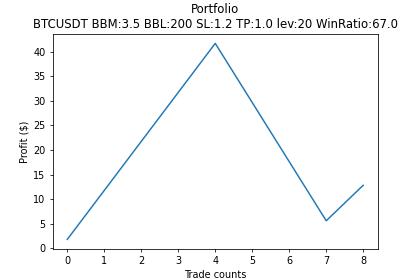 Portfolio
BTCUSDT BBM:3.5 BBL:200 SL:1.2 TP:1.0 lev:20 WinRatio:67.0
40
35
30
25
20
15
10
5
0
Profit ($)
0 1 2 3 4 5 6 7 8
Trade counts